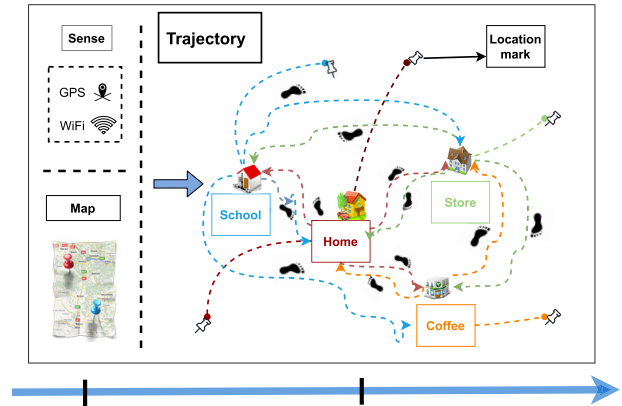 Sense
GPS
WiFi
Map
Trajectory
Location
mark
School
Store
Home
Coffee